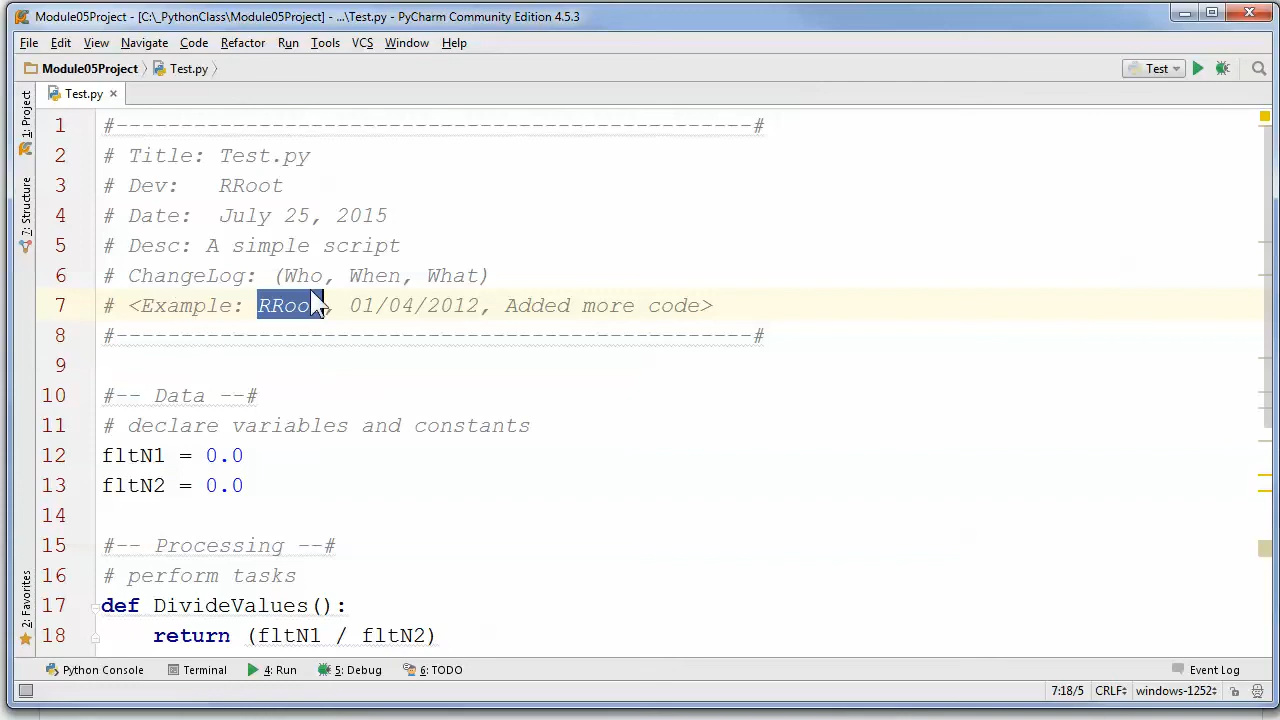 Module05Project - [C:\_PythonClass\Module05Project] - ...\Test.py - PyCharm Community Edition 4.5.3
File Edit View Navigate Code Refactor Run Tools VCS Window Help
Module05Project Test.py Test
1: Project
7: Structure
2: Favorites
Test.py ×
1 #-------------------------------------------------#
2 # Title: Test.py
3 # Dev:   RRoot
4 # Date:  July 25, 2015
5 # Desc: A simple script
6 # ChangeLog: (Who, When, What)
7 # <Example: RRoot, 01/04/2012, Added more code>
8 #-------------------------------------------------#
9
10 #-- Data --#
11 # declare variables and constants
12 fltN1 = 0.0
13 fltN2 = 0.0
14
15 #-- Processing --#
16 # perform tasks
17 def DivideValues():
18     return (fltN1 / fltN2)
Python Console Terminal 4: Run 5: Debug 6: TODO Event Log
7:18/5 CRLF windows-1252